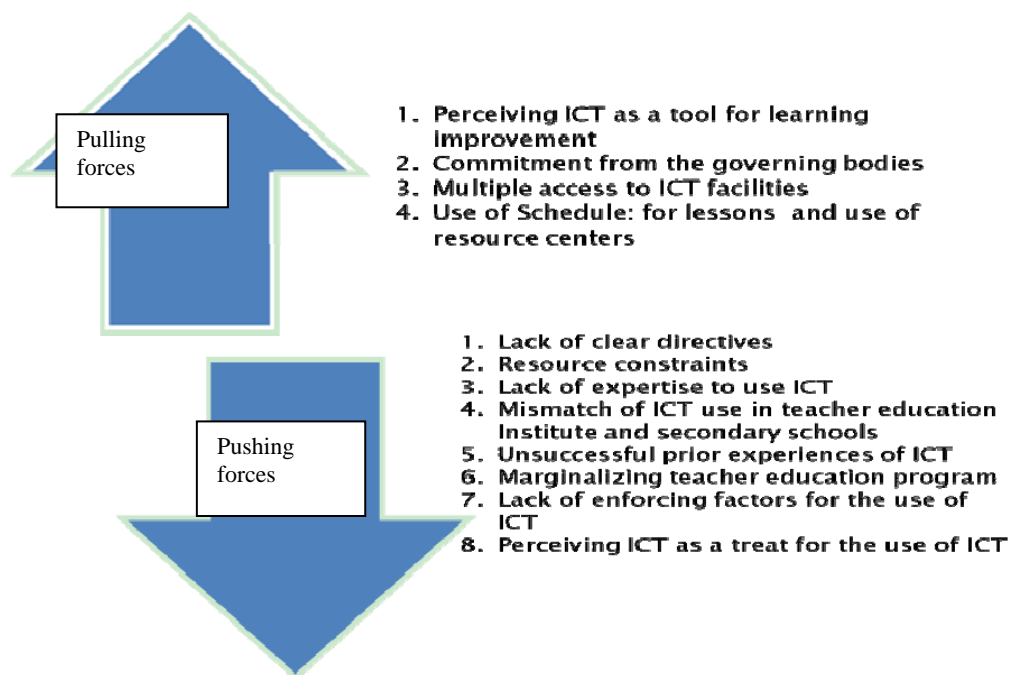 Pulling
forces
1. Perceiving ICT as a tool for learning
improvement
2. Commitment from the governing bodies
3. Multiple access to ICT facilities
4. Use of Schedule: for lessons and use of
resource centers
Pushing
forces
1. Lack of clear directives
2. Resource constraints
3. Lack of expertise to use ICT
4. Mismatch of ICT use in teacher education
Institute and secondary schools
5. Unsuccessful prior experiences of ICT
6. Marginalizing teacher education program
7. Lack of enforcing factors for the use of
ICT
8. Perceiving ICT as a treat for the use of ICT